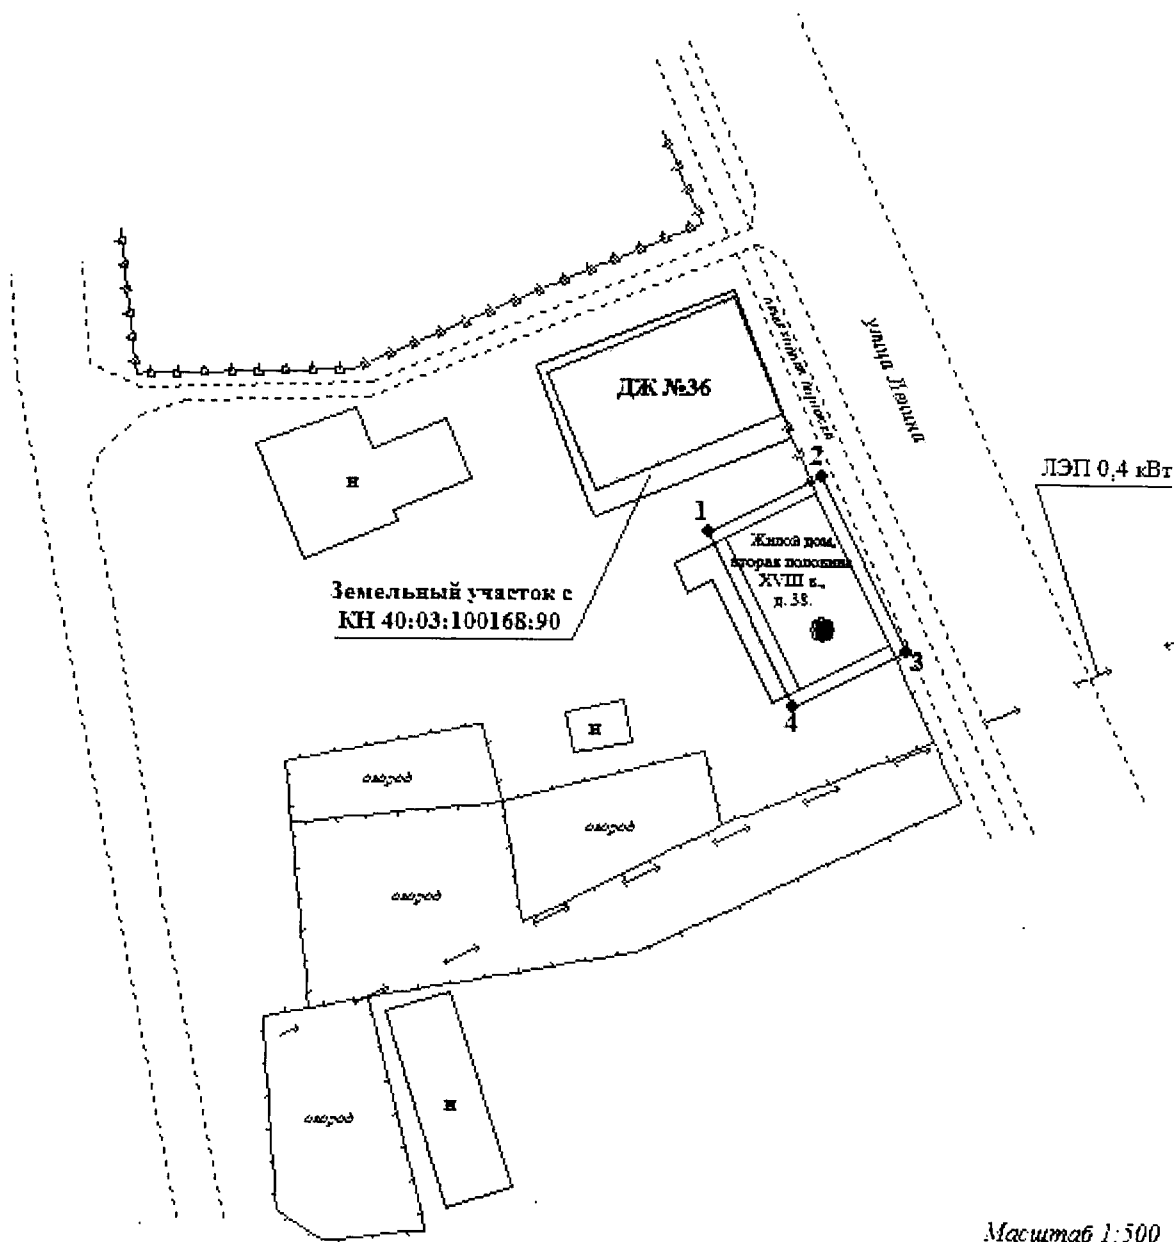 улица Ленина
ДЖ №36
ЛЭП 0,4 кВт
н
2
1
Жилой дом,
вторая половина
XVIII в.,
д. 38.
Земельный участок с
КН 40:03:100168:90
3
4
н
огород
огород
огород
н
огород
Масштаб 1:500